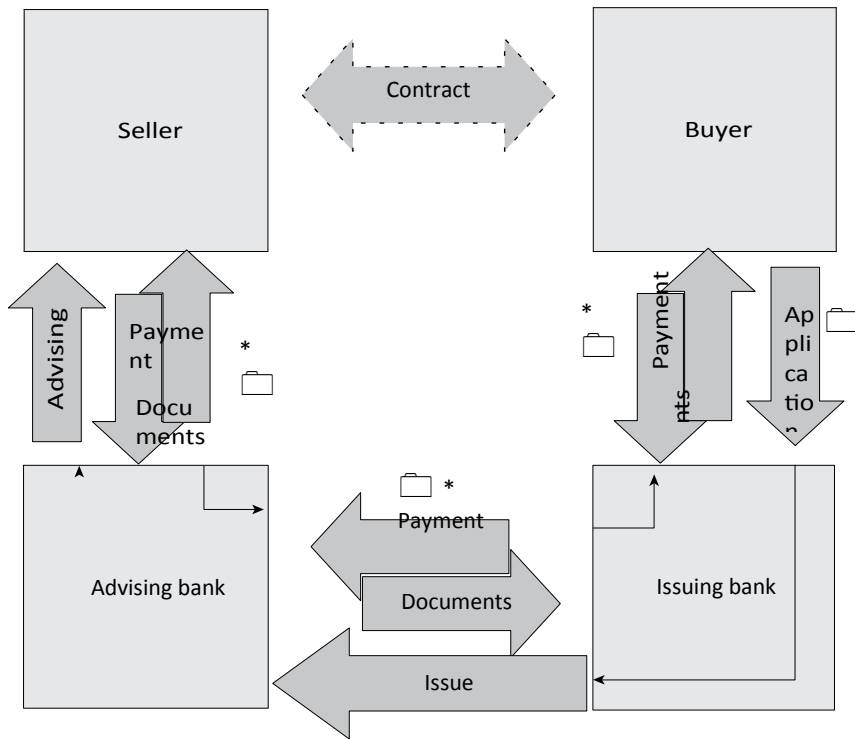 Contract
Seller
Buyer
Advising
Payme
nt
Docu
ments
*
*
Payment
nts
Ap
pli
ca
tio
n
*
Payment
Advising bank
Documents
Issuing bank
Issue